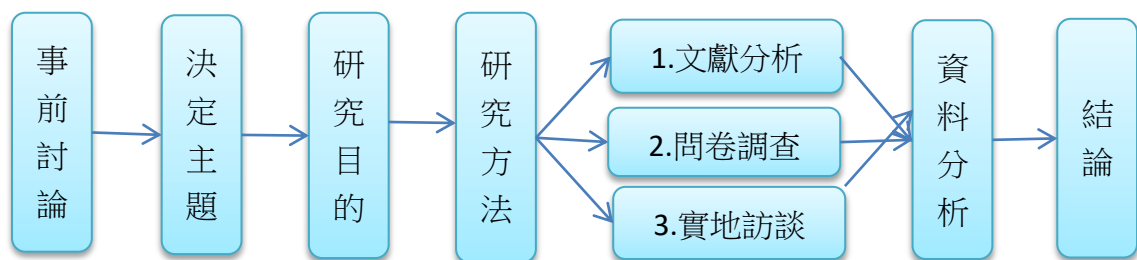 事前討論
決定主題
研究目的
研究方法
1.文獻分析
2.問卷調查
3.實地訪談
資料分析
結論